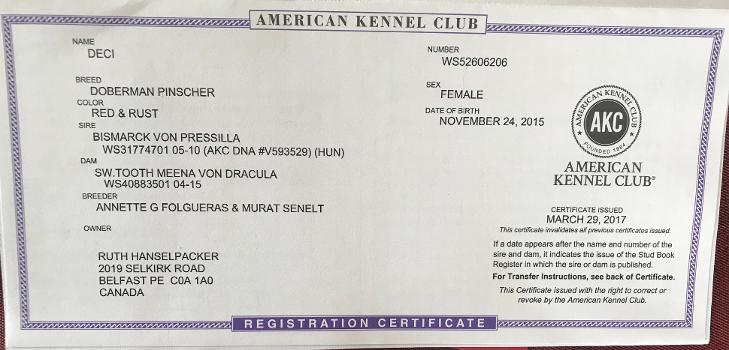 AMERICAN KENNEL CLUB
NAME
DECI
NUMBER
WS52606206
BREED
DOBERMAN PINSCHER
SEX
FEMALE
COLOR
RED & RUST
DATE OF BIRTH
NOVEMBER 24, 2015
SIRE
BISMARCK VON PRESSILLA
WS31774701 05-10 (AKC DNA #V593529) (HUN)
DAM
SW.TOOTH MEENA VON DRACULA
WS40883501 04-15
BREEDER
ANNETTE G FOLGUERAS & MURAT SENELT
OWNER
RUTH HANSELPACKER
2019 SELKIRK ROAD
BELFAST PE C0A 1A0
CANADA
AMERICAN KENNEL CLUB
AKC
FOUNDED 1884
AMERICAN
KENNEL CLUB®
CERTIFICATE ISSUED
MARCH 29, 2017
This certificate invalidates all previous certificates issued.
If a date appears after the name and number of the
sire and dam, it indicates the issue of the Stud Book
Register in which the sire or dam is published.
For Transfer Instructions, see back of Certificate.
This Certificate issued with the right to correct or
revoke by the American Kennel Club.
REGISTRATION CERTIFICATE